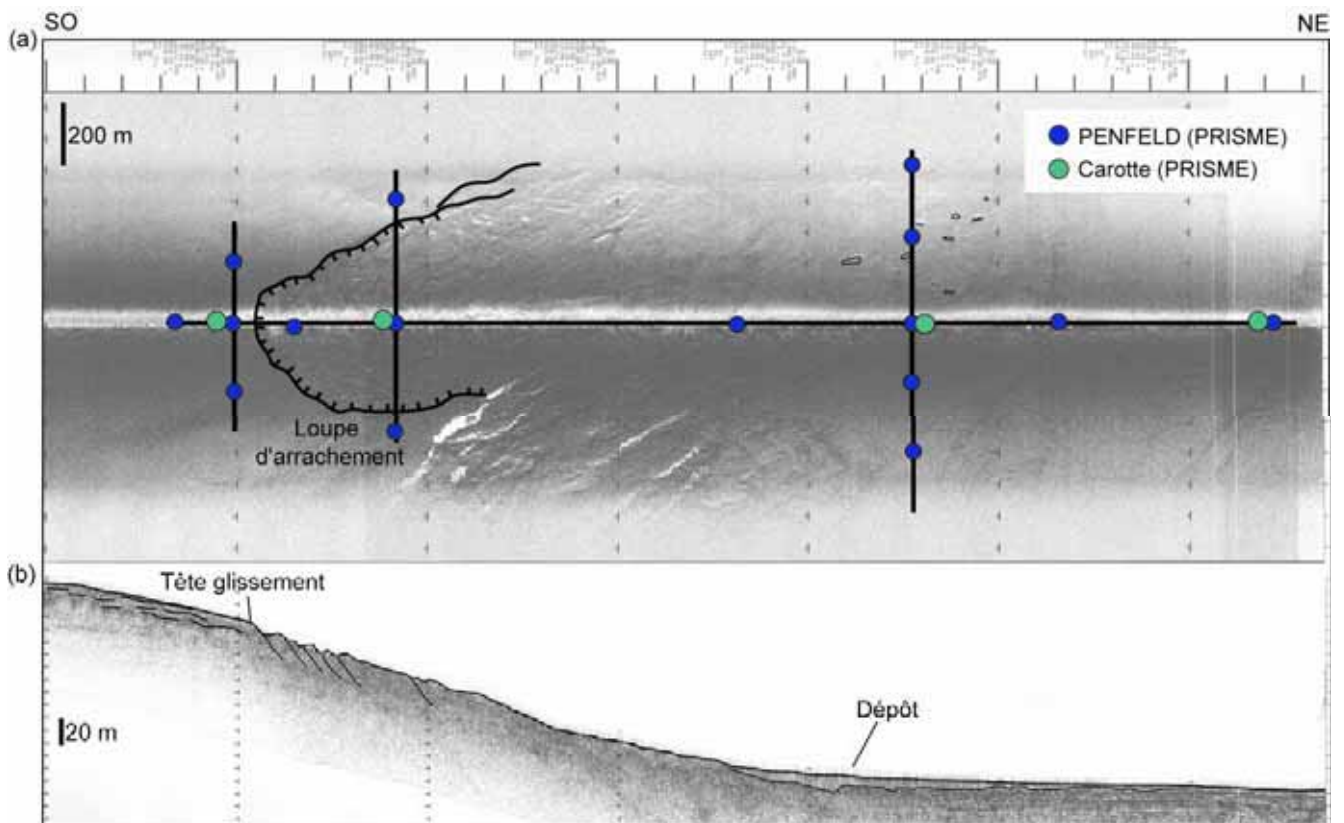 SO
NE
(a)
200 m
PENFELD (PRISME)
Carotte (PRISME)
Loupe
d'arrachement
(b)
Tête glissement
20 m
Dépôt